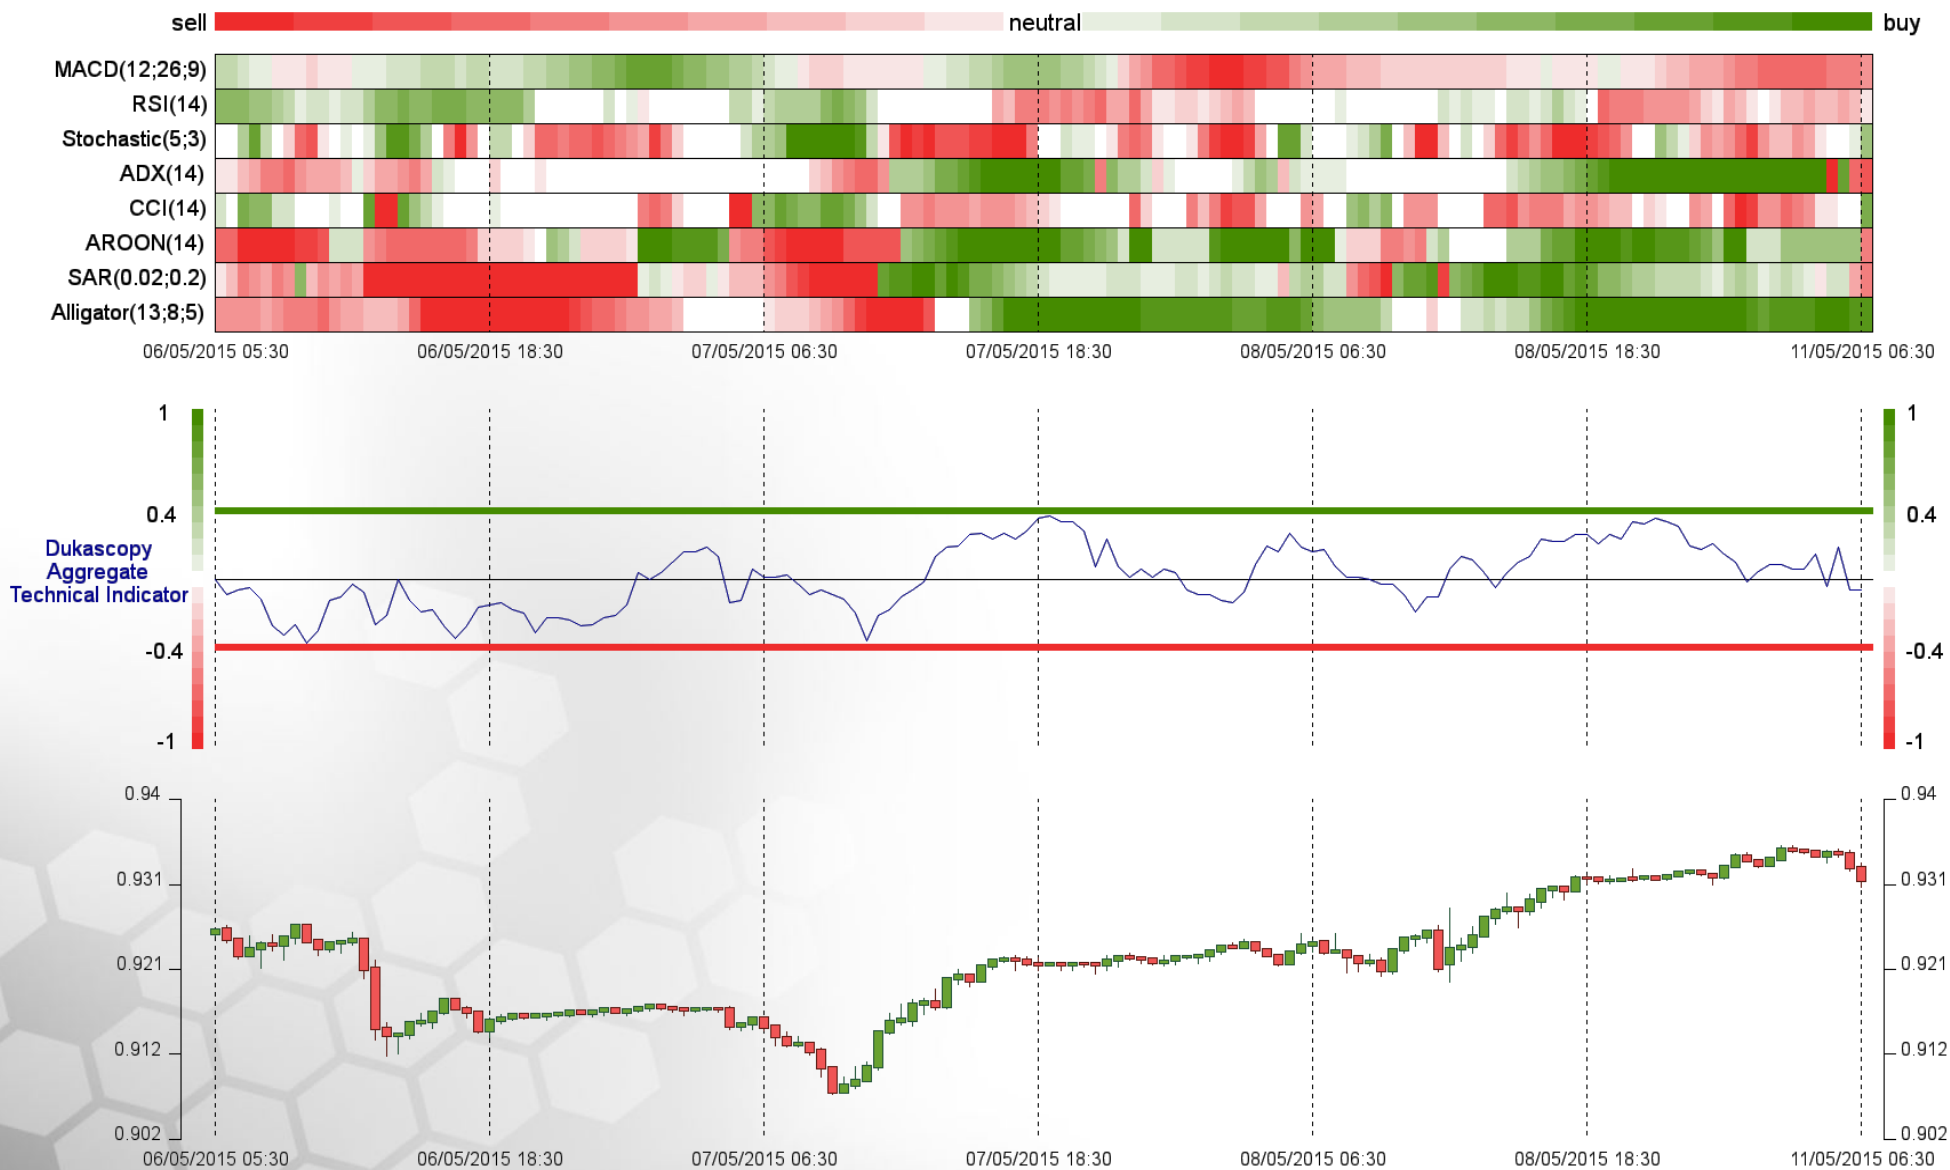 sell neutral buy
MACD(12;26;9)
RSI(14)
Stochastic(5;3)
ADX(14)
CCI(14)
AROON(14)
SAR(0.02;0.2)
Alligator(13;8;5)
06/05/2015 05:30 06/05/2015 18:30 07/05/2015 06:30 07/05/2015 18:30 08/05/2015 06:30 08/05/2015 18:30 11/05/2015 06:30
1 1
0.4 0.4
Dukascopy
Aggregate
Technical Indicator
-0.4 -0.4
-1 -1
0.94 0.94
0.931 0.931
0.921 0.921
0.912 0.912
0.902 0.902
06/05/2015 05:30 06/05/2015 18:30 07/05/2015 06:30 07/05/2015 18:30 08/05/2015 06:30 08/05/2015 18:30 11/05/2015 06:30